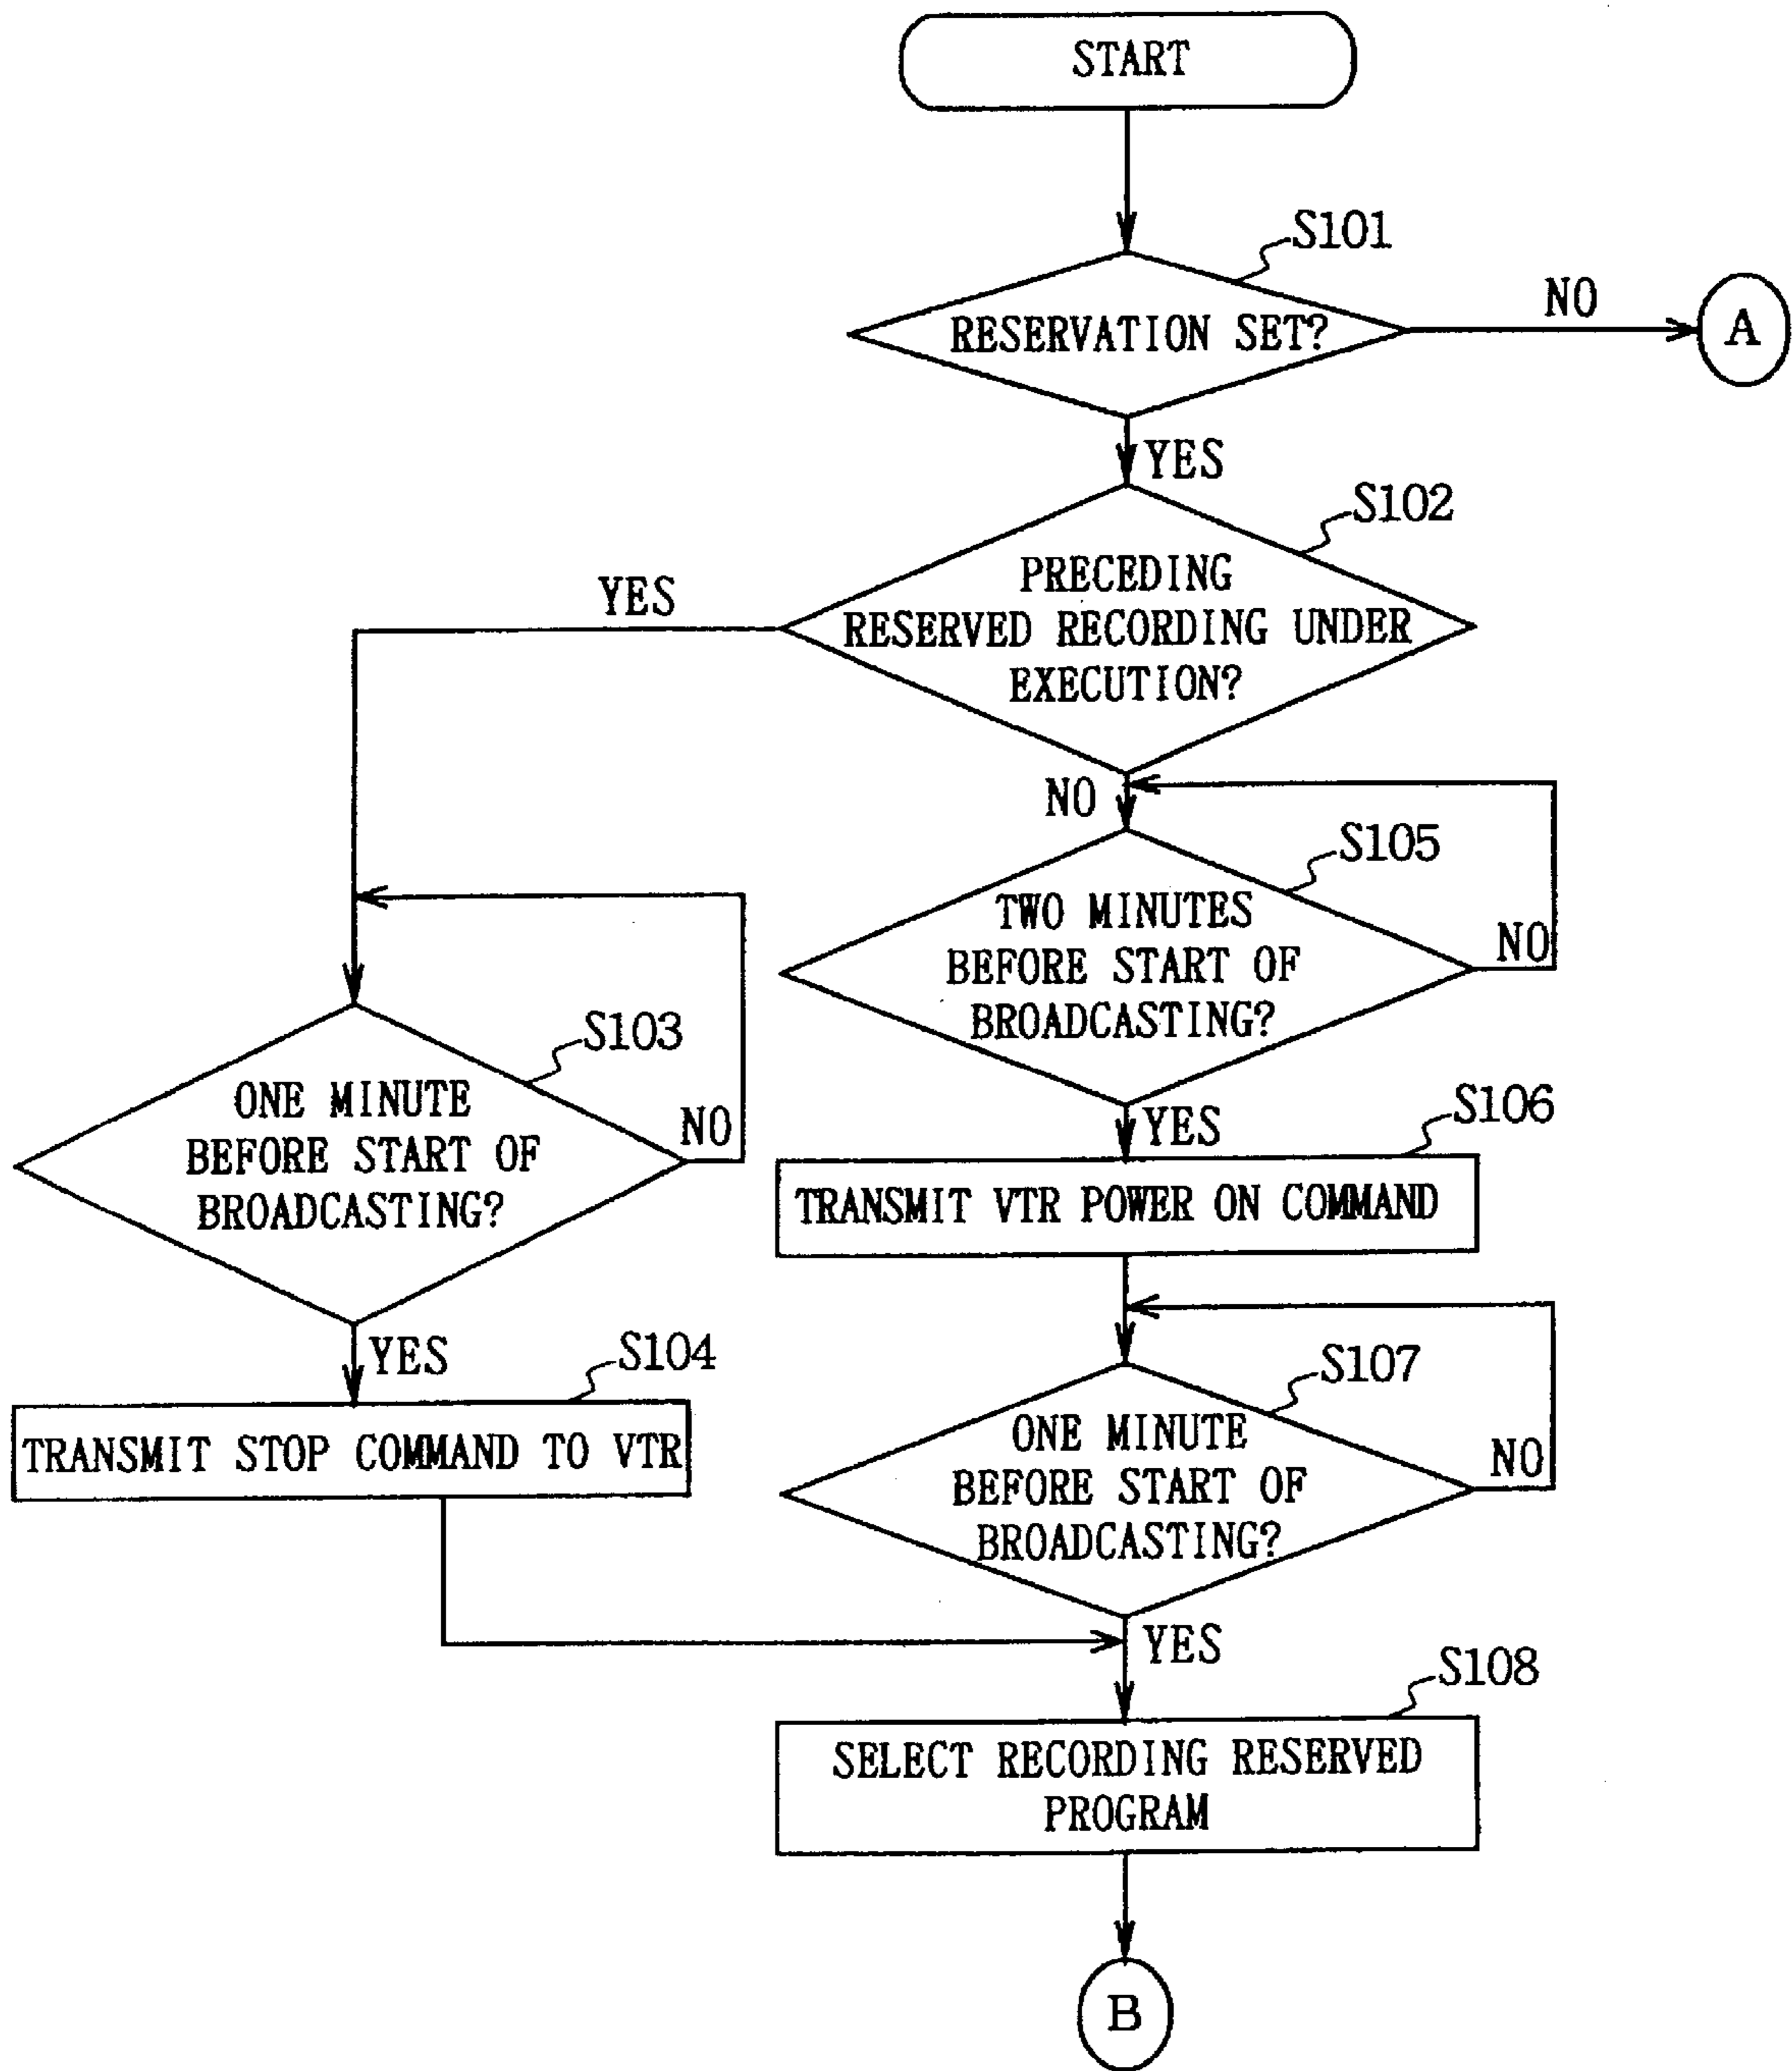 START
S101
RESERVATION SET?
NO
A
YES
S102
PRECEDING
RESERVED RECORDING UNDER
EXECUTION?
YES
NO
S105
TWO MINUTES
BEFORE START OF
BROADCASTING?
NO
S103
ONE MINUTE
BEFORE START OF
BROADCASTING?
NO
YES
S106
TRANSMIT VTR POWER ON COMMAND
YES
S104
TRANSMIT STOP COMMAND TO VTR
S107
ONE MINUTE
BEFORE START OF
BROADCASTING?
NO
YES
S108
SELECT RECORDING RESERVED
PROGRAM
B